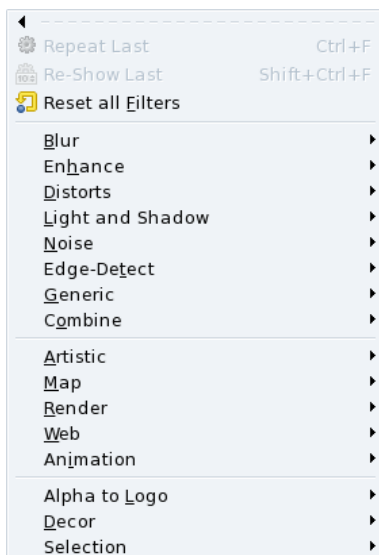 Repeat Last Ctrl+F
Re-Show Last Shift+Ctrl+F
Reset all Filters
Blur
Enhance
Distorts
Light and Shadow
Noise
Edge-Detect
Generic
Combine
Artistic
Map
Render
Web
Animation
Alpha to Logo
Decor
Selection